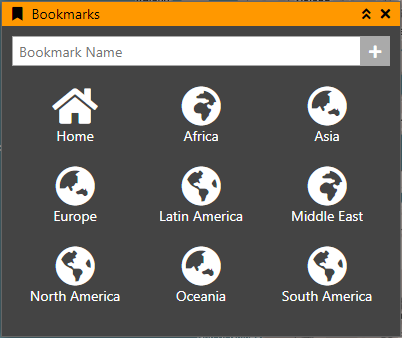 Bookmarks
Bookmark Name
Home
Africa
Asia
Europe
Latin America
Middle East
North America
Oceania
South America